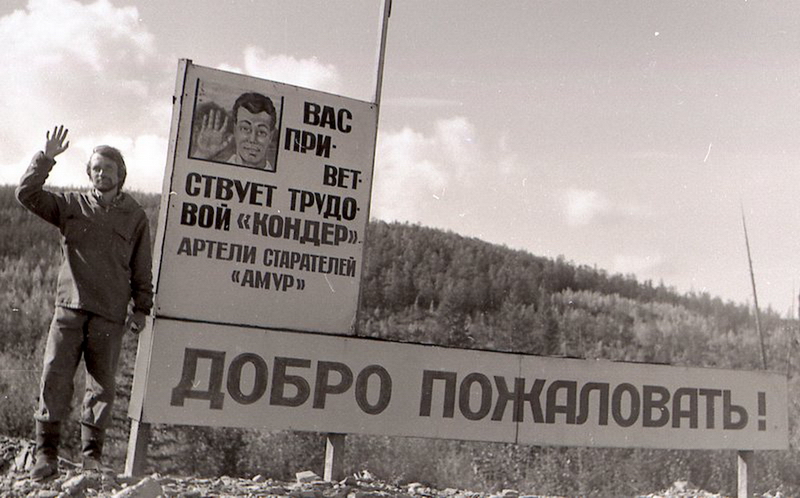 ВАС
ПРИ-
ВЕТ-
СТВУЕТ ТРУДО-
ВОЙ «КОНДЕР»
АРТЕЛИ СТАРАТЕЛЕЙ
«АМУР»
ДОБРО ПОЖАЛОВАТЬ!